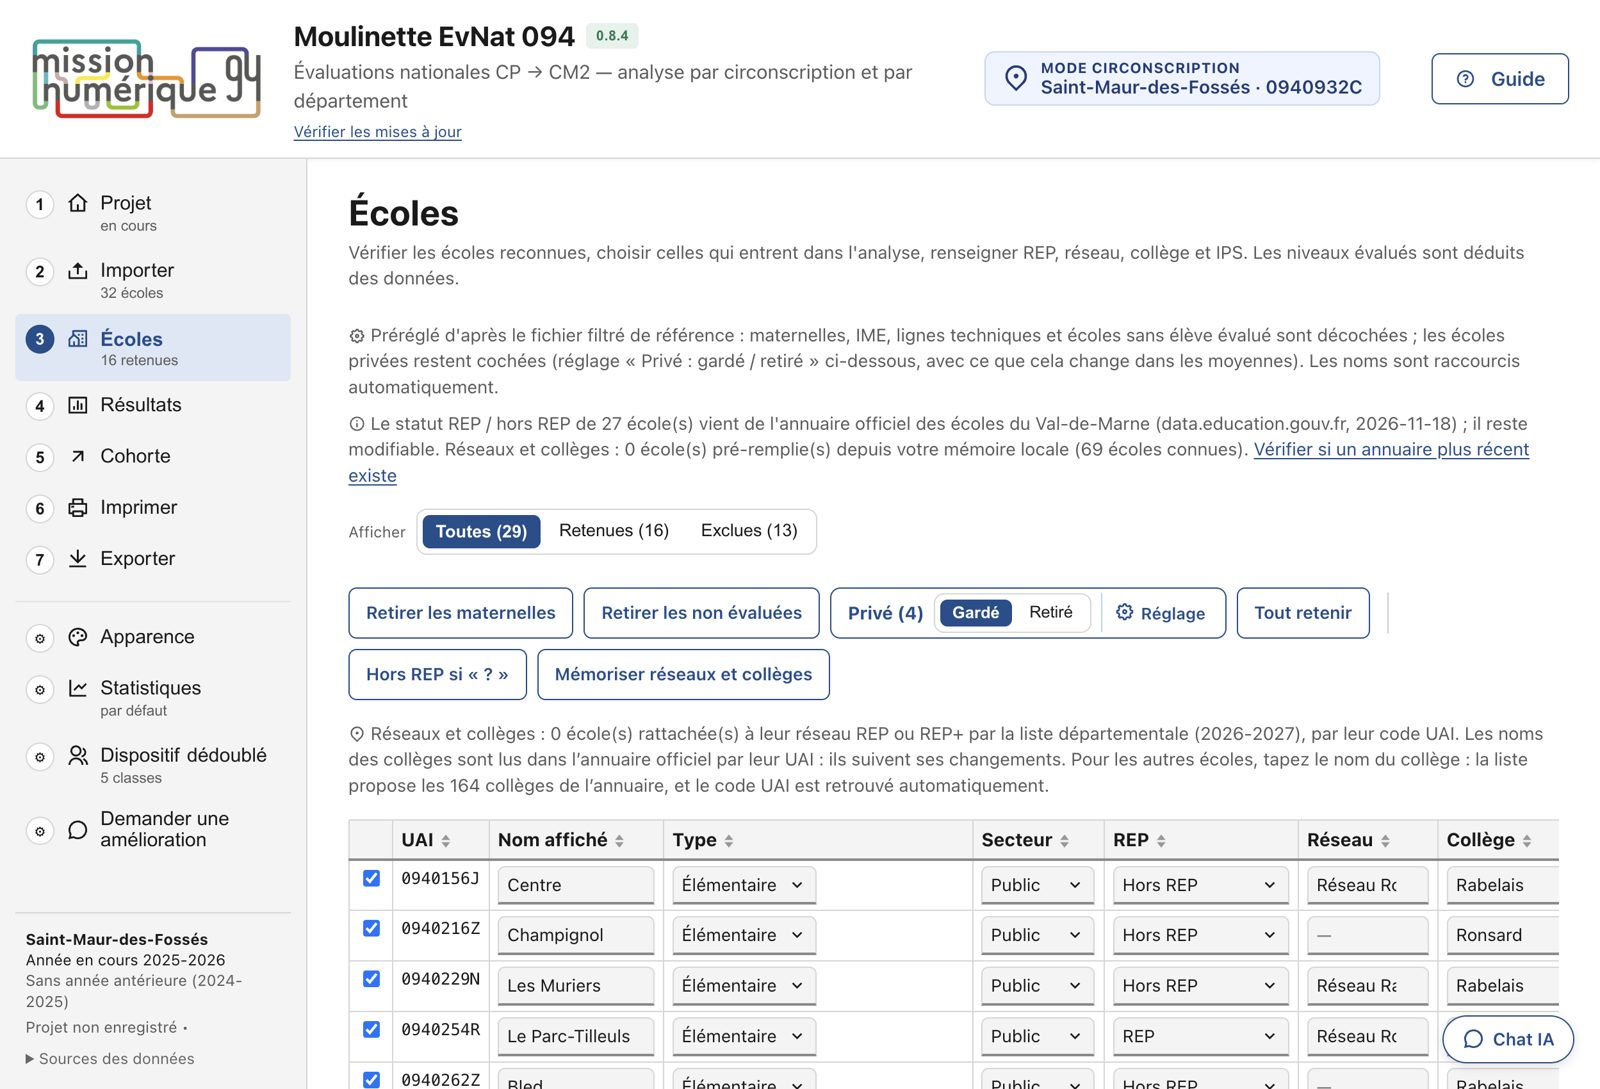 mission
numérique 94
Moulinette EvNat 094 0.8.4
Évaluations nationales CP → CM2 — analyse par circonscription et par
département
Vérifier les mises à jour
MODE CIRCONSCRIPTION
Saint-Maur-des-Fossés · 0940932C
Guide
1 Projet
en cours
2 Importer
32 écoles
3 Écoles
16 retenues
4 Résultats
5 Cohorte
6 Imprimer
7 Exporter
Apparence
Statistiques
par défaut
Dispositif dédoublé
5 classes
Demander une
amélioration
Saint-Maur-des-Fossés
Année en cours 2025-2026
Sans année antérieure (2024-
2025)
Projet non enregistré •
Sources des données
Écoles
Vérifier les écoles reconnues, choisir celles qui entrent dans l'analyse, renseigner REP, réseau, collège et IPS. Les niveaux évalués sont déduits
des données.
Préréglé d'après le fichier filtré de référence : maternelles, IME, lignes techniques et écoles sans élève évalué sont décochées ; les écoles
privées restent cochées (réglage « Privé : gardé / retiré » ci-dessous, avec ce que cela change dans les moyennes). Les noms sont raccourcis
automatiquement.
Le statut REP / hors REP de 27 école(s) vient de l'annuaire officiel des écoles du Val-de-Marne (data.education.gouv.fr, 2026-11-18) ; il reste
modifiable. Réseaux et collèges : 0 école(s) pré-remplie(s) depuis votre mémoire locale (69 écoles connues). Vérifier si un annuaire plus récent
existe
Afficher Toutes (29) Retenues (16) Exclues (13)
Retirer les maternelles Retirer les non évaluées Privé (4) Gardé Retiré Réglage Tout retenir
Hors REP si « ? » Mémoriser réseaux et collèges
Réseaux et collèges : 0 école(s) rattachée(s) à leur réseau REP ou REP+ par la liste départementale (2026-2027), par leur code UAI. Les noms
des collèges sont lus dans l’annuaire officiel par leur UAI : ils suivent ses changements. Pour les autres écoles, tapez le nom du collège : la liste
propose les 164 collèges de l’annuaire, et le code UAI est retrouvé automatiquement.
UAI Nom affiché Type Secteur REP Réseau Collège
0940156J Centre Élémentaire Public Hors REP Réseau Ro Rabelais
0940216Z Champignol Élémentaire Public Hors REP — Ronsard
0940229N Les Muriers Élémentaire Public Hors REP Réseau Ra Rabelais
0940254R Le Parc-Tilleuls Élémentaire Public REP Réseau Ro
0940262Z Bled Élémentaire Public Hors REP — Rabelais
Chat IA